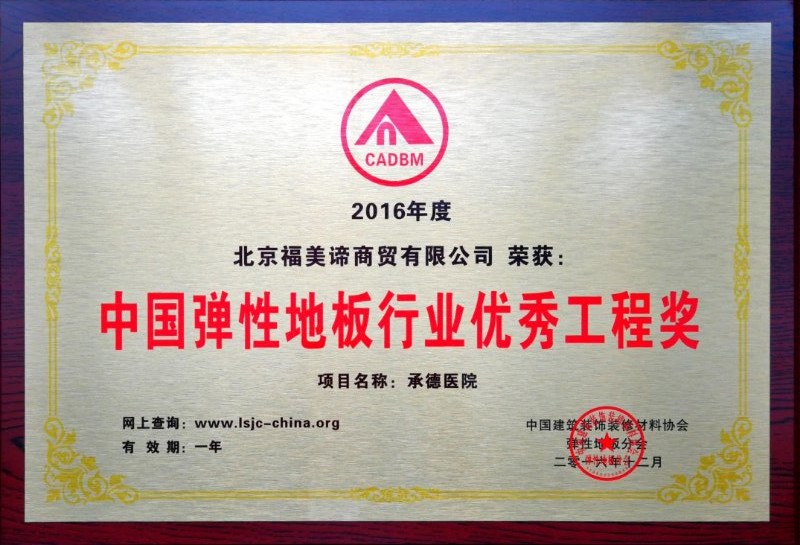 CADBM
2016年度
北京福美谛商贸有限公司 荣获：
中国弹性地板行业优秀工程奖
项目名称：承德医院
网上查询：www.lsjc-china.org
有 效 期：一年
中国建筑装饰装修材料协会
弹性地板分会
二零一六年十二月